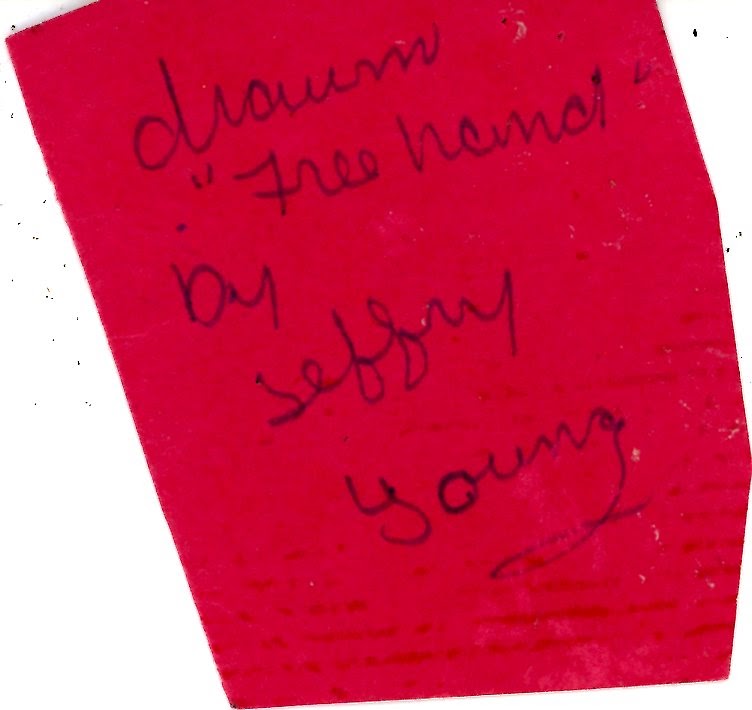 drawn
"Free hand"
by
Jeffry
Young